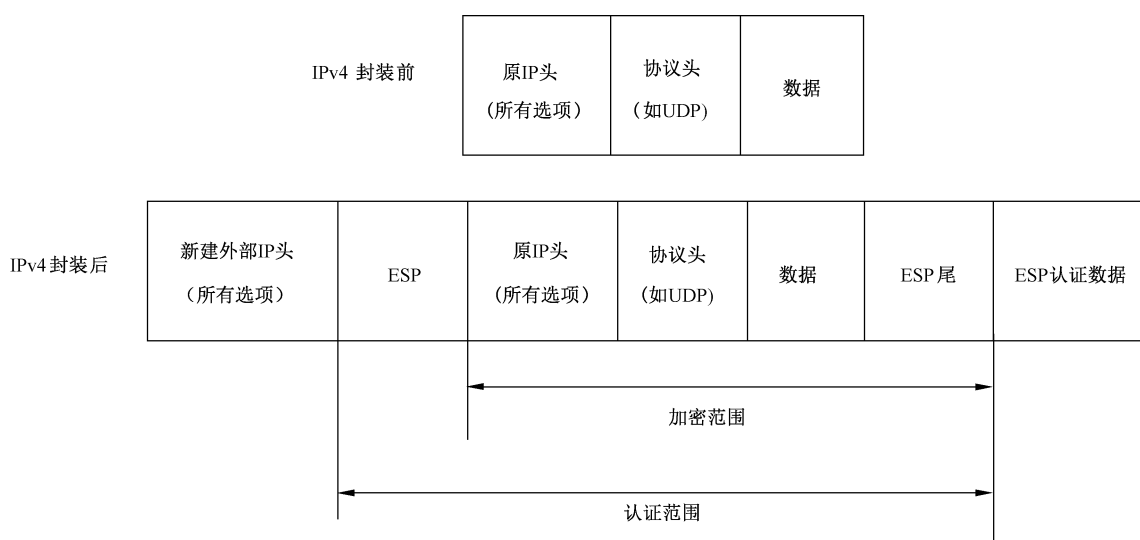 IPv4 封装前
原IP头
(所有选项）
协议头
（如UDP)
数据
IPv4封装后
新建外部IP头
（所有选项）
ESP
原IP头
(所有选项）
协议头
(如UDP)
数据
ESP尾
ESP认证数据
加密范围
认证范围